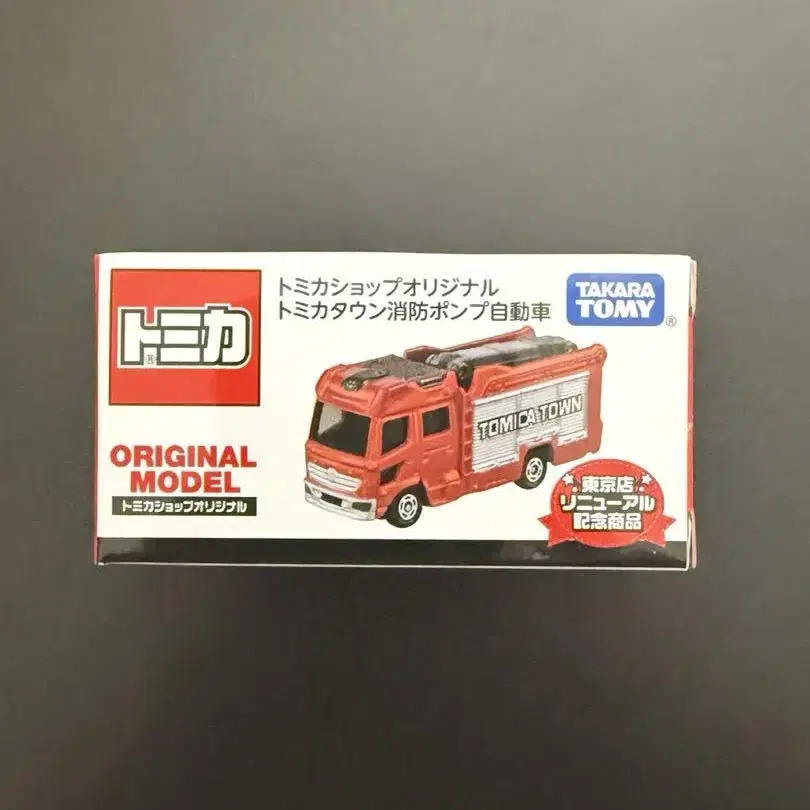 トミカ
®
トミカショップオリジナル
トミカタウン消防ポンプ自動車
TAKARA
TOMY
®
TOMICA TOWN
ORIGINAL
MODEL
トミカショップオリジナル
東京店
リニューアル
記念商品